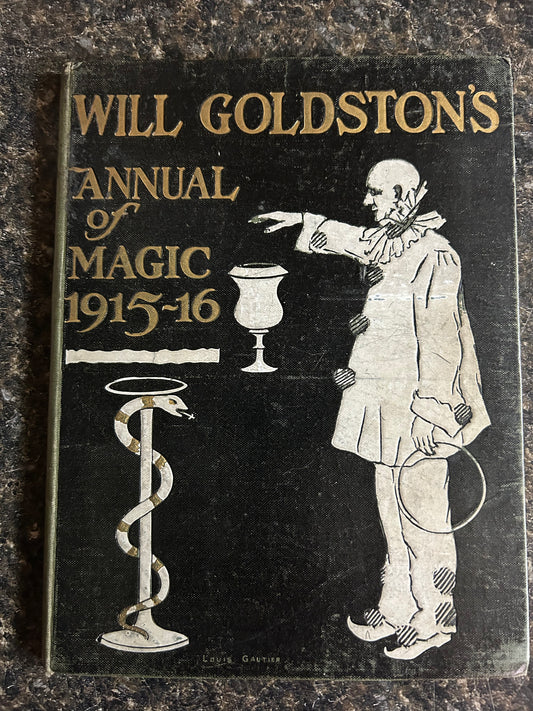 WILL GOLDSTON'S
ANNUAL
of
MAGIC
1915-16
LOUIS GAUTIER